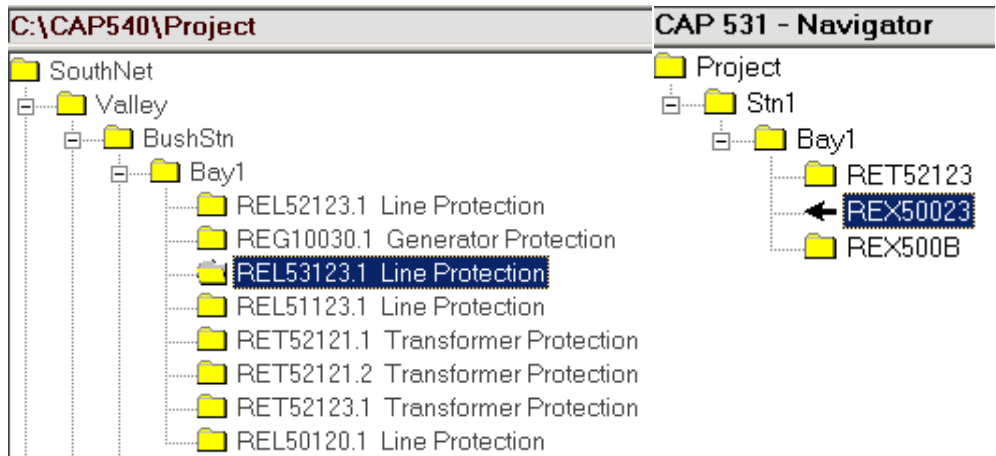 C:\CAP540\Project
SouthNet
Valley
BushStn
Bay1
REL52123.1 Line Protection
REG10030.1 Generator Protection
REL53123.1 Line Protection
REL51123.1 Line Protection
RET52121.1 Transformer Protection
RET52121.2 Transformer Protection
RET52123.1 Transformer Protection
REL50120.1 Line Protection
CAP 531 - Navigator
Project
Stn1
Bay1
RET52123
REX50023
REX500B